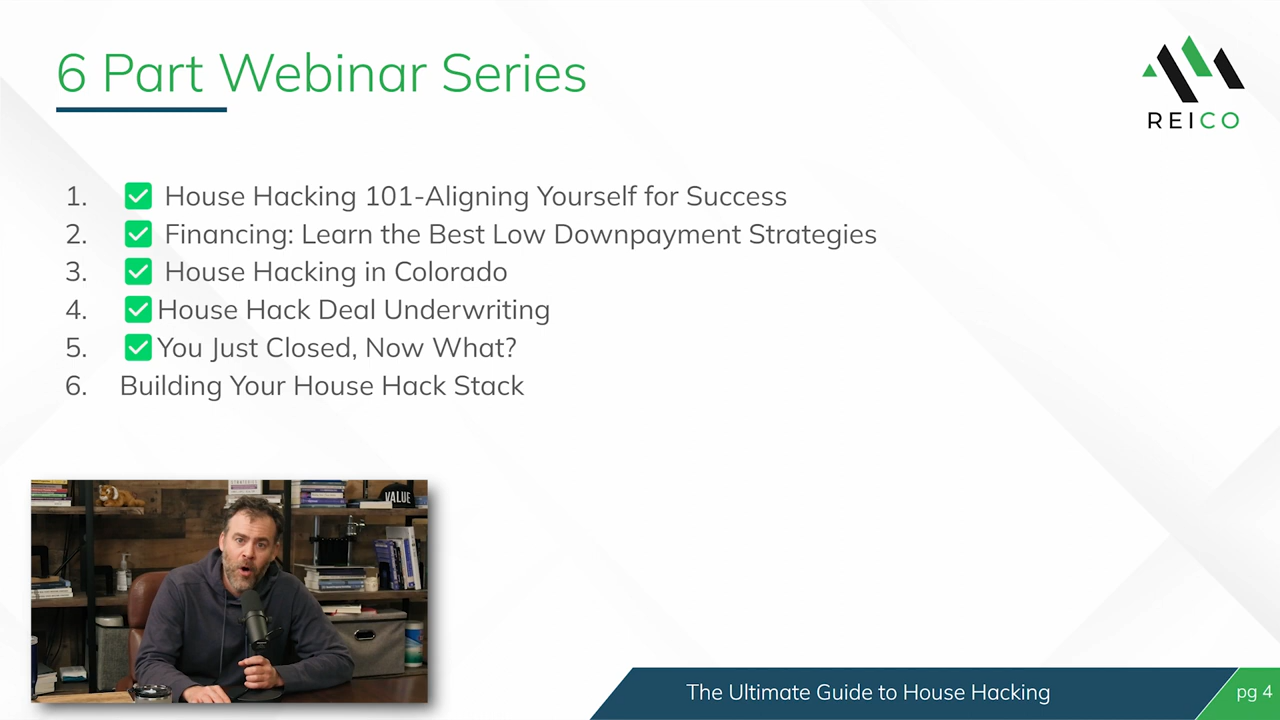 6 Part Webinar Series
REICO
1. ✅ House Hacking 101-Aligning Yourself for Success
2. ✅ Financing: Learn the Best Low Downpayment Strategies
3. ✅ House Hacking in Colorado
4. ✅ House Hack Deal Underwriting
5. ✅ You Just Closed, Now What?
6. Building Your House Hack Stack
VALUE
The Ultimate Guide to House Hacking
pg 4